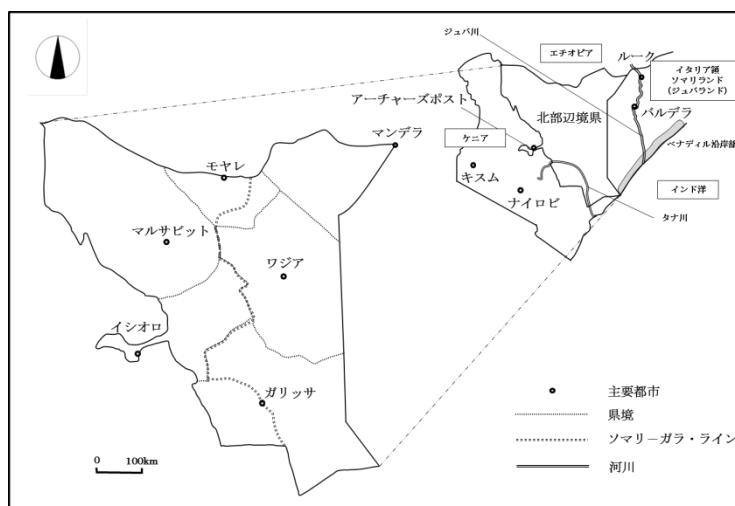 ジュバ川
エチオピア
ルーク
イタリア領
ソマリランド
(ジュバランド)
アーチャーズポスト
北部辺境県
バルデラ
ケニア
ベナディル沿岸部
マンデラ
モヤレ
キスム
インド洋
ナイロビ
タナ川
マルサビット
ワジア
イシオロ
ガリッサ
主要都市
県境
ソマリ－ガラ・ライン
河川
0 100km